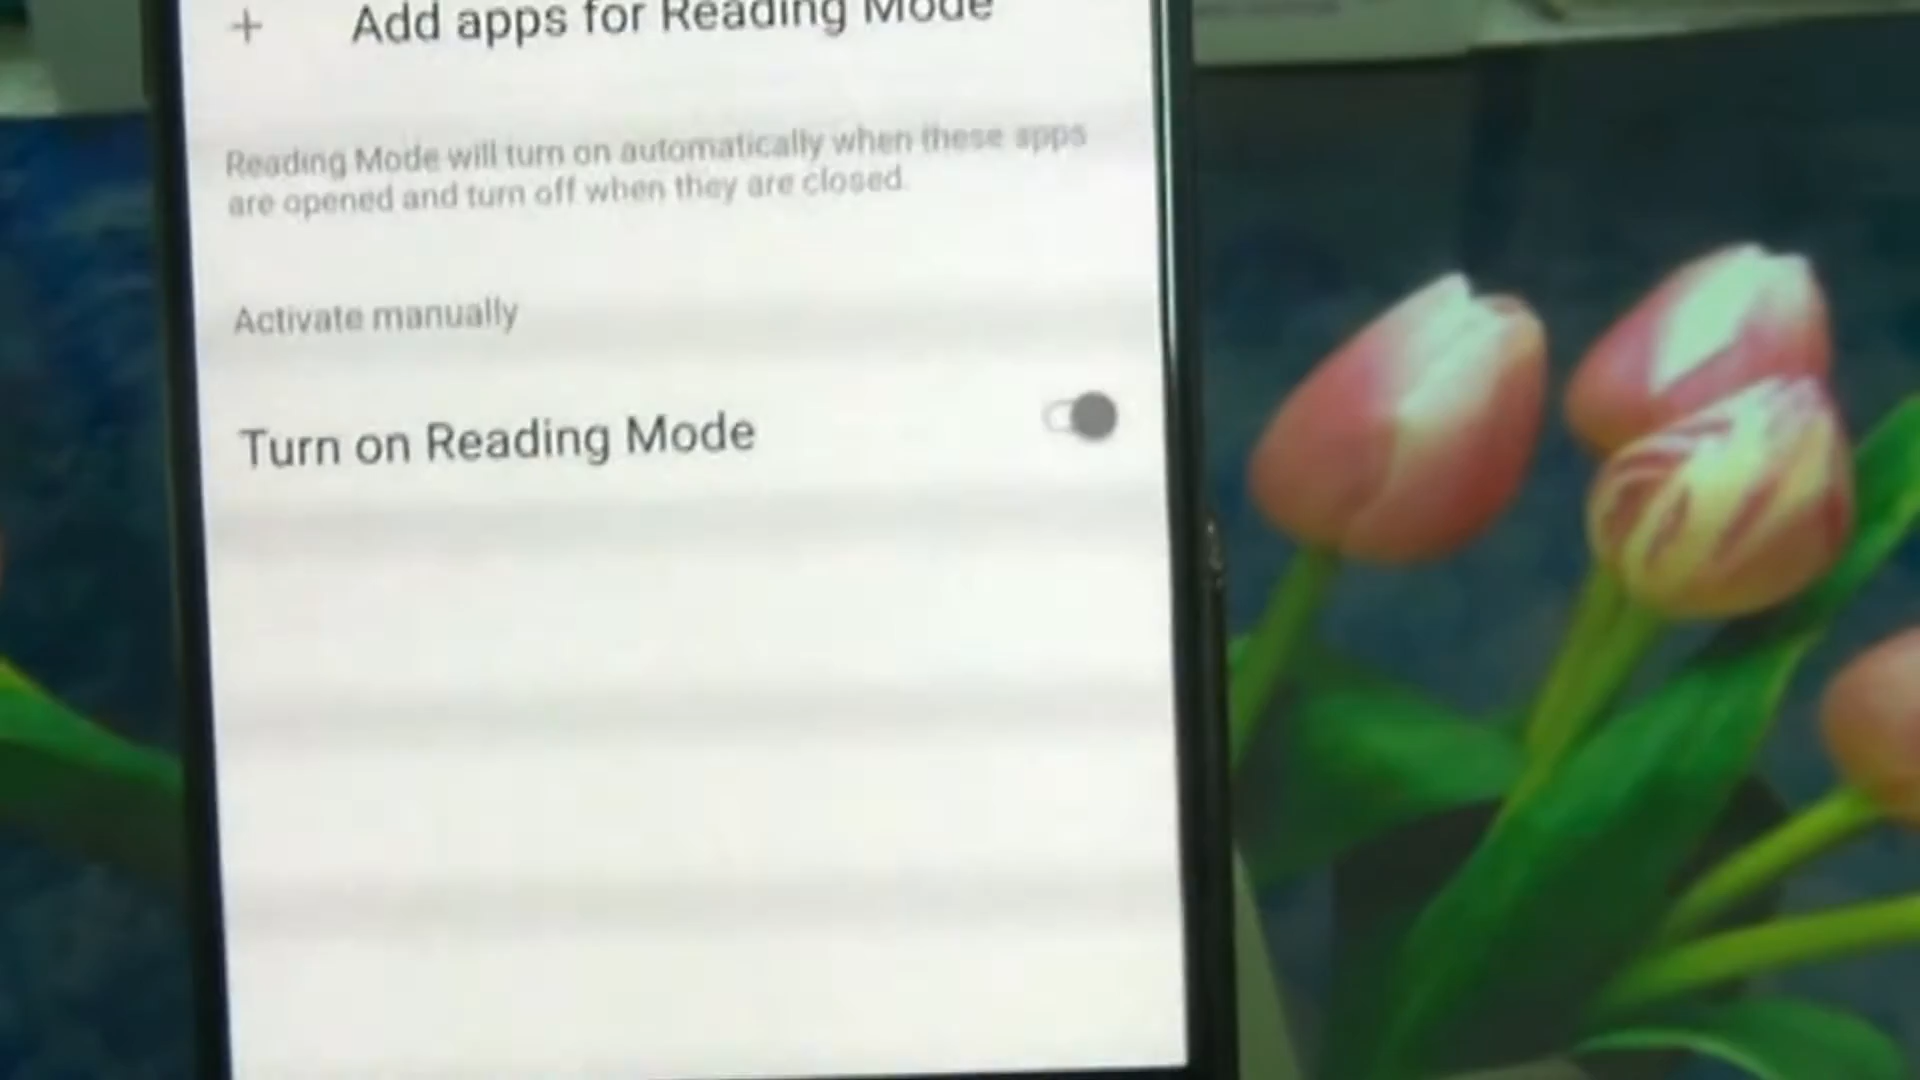 + Add apps for Reading Mode
Reading Mode will turn on automatically when these apps
are opened and turn off when they are closed.
Activate manually
Turn on Reading Mode